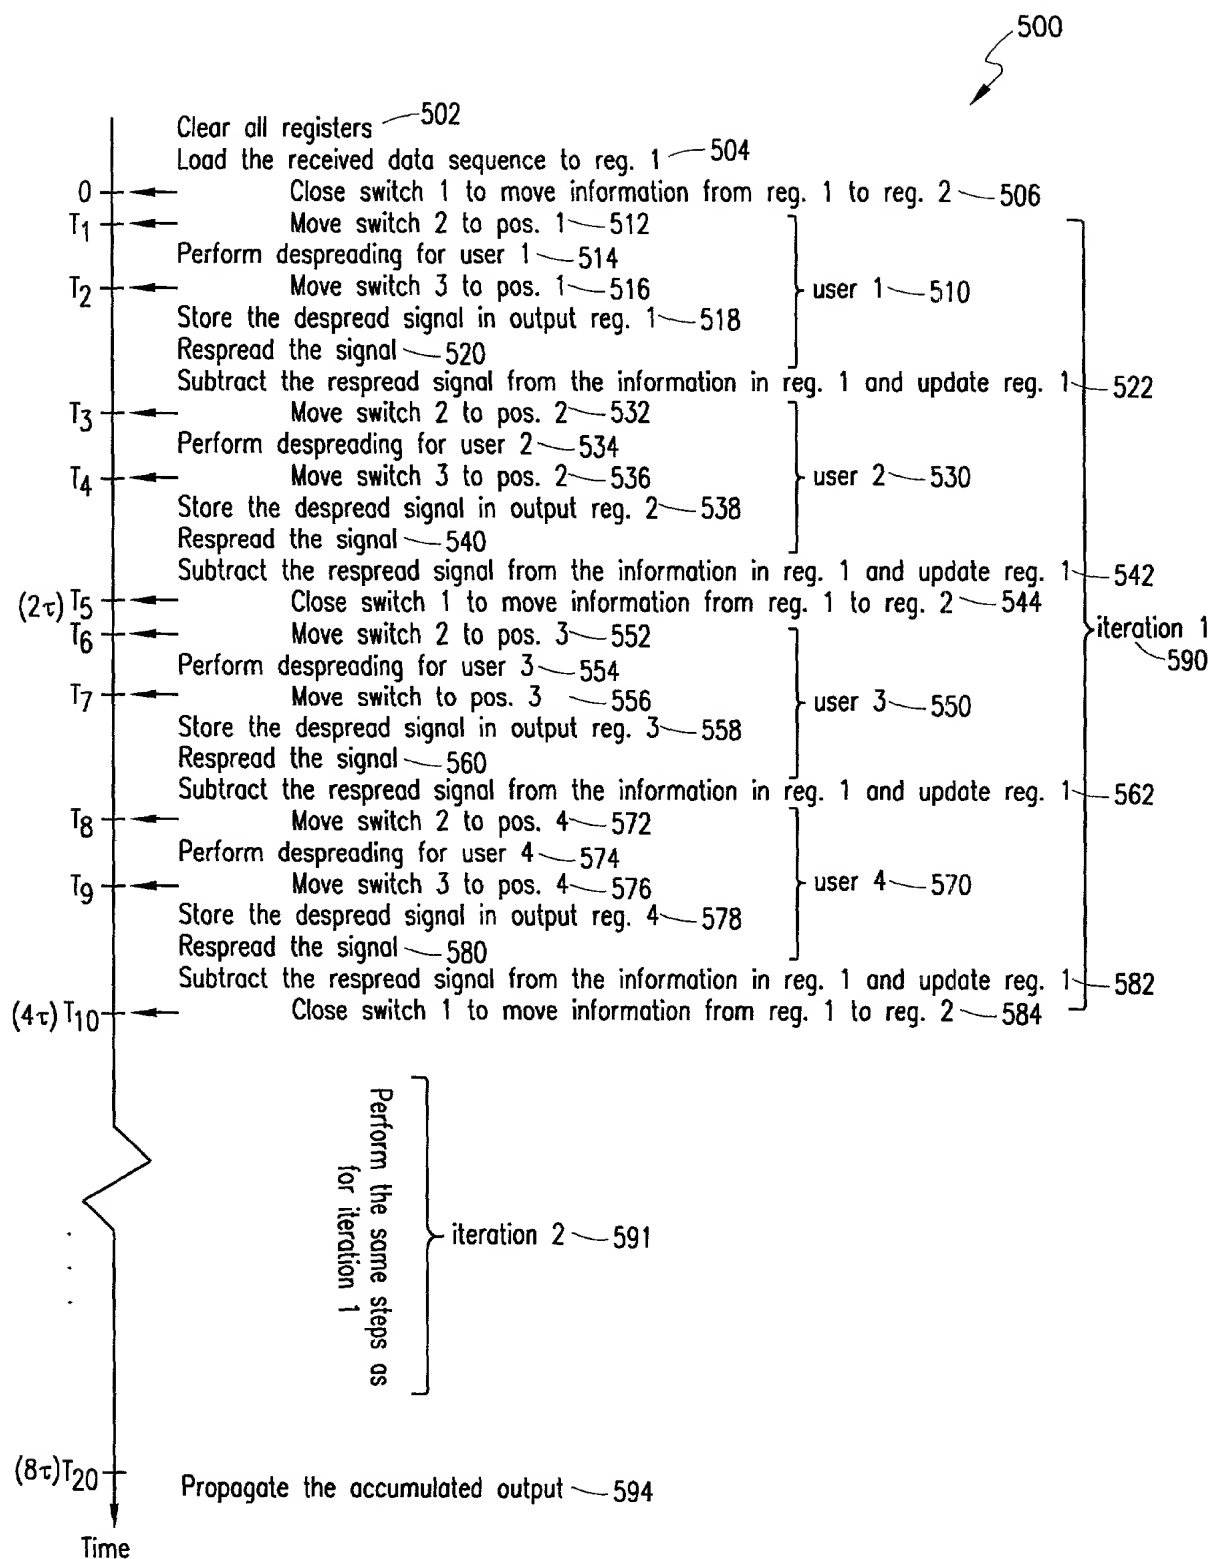 500
Clear all registers 502
Load the received data sequence to reg. 1 504
0 Close switch 1 to move information from reg. 1 to reg. 2 506
T1 Move switch 2 to pos. 1 512
Perform despreading for user 1 514
T2 Move switch 3 to pos. 1 516
user 1 510
Store the despread signal in output reg. 1 518
Respread the signal 520
Subtract the respread signal from the information in reg. 1 and update reg. 1 522
T3 Move switch 2 to pos. 2 532
Perform despreading for user 2 534
T4 Move switch 3 to pos. 2 536
user 2 530
Store the despread signal in output reg. 2 538
Respread the signal 540
Subtract the respread signal from the information in reg. 1 and update reg. 1 542
(2τ) T5 Close switch 1 to move information from reg. 1 to reg. 2 544
T6 Move switch 2 to pos. 3 552
iteration 1
590
Perform despreading for user 3 554
T7 Move switch to pos. 3 556
user 3 550
Store the despread signal in output reg. 3 558
Respread the signal 560
Subtract the respread signal from the information in reg. 1 and update reg. 1 562
T8 Move switch 2 to pos. 4 572
Perform despreading for user 4 574
T9 Move switch 3 to pos. 4 576
user 4 570
Store the despread signal in output reg. 4 578
Respread the signal 580
Subtract the respread signal from the information in reg. 1 and update reg. 1 582
(4τ) T10 Close switch 1 to move information from reg. 1 to reg. 2 584
Perform the same steps as
for iteration 1
iteration 2 591
(8τ) T20 Propagate the accumulated output 594
Time